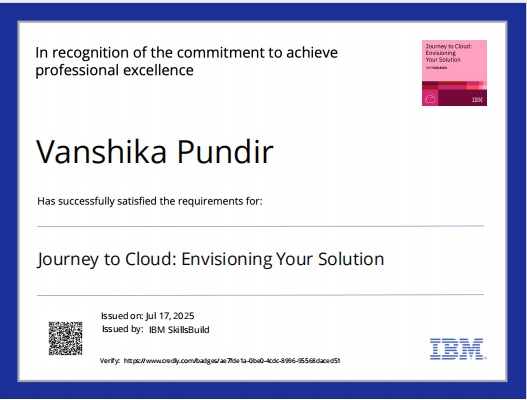 In recognition of the commitment to achieve
professional excellence
Journey to Cloud:
Envisioning
Your Solution
IBM
Vanshika Pundir
Has successfully satisfied the requirements for:
Journey to Cloud: Envisioning Your Solution
Issued on: Jul 17, 2025
Issued by: IBM SkillsBuild
Verify: https://www.credly.com/badges/ae7fde1a-0be0-4cdc-8996-95568daced51
IBM